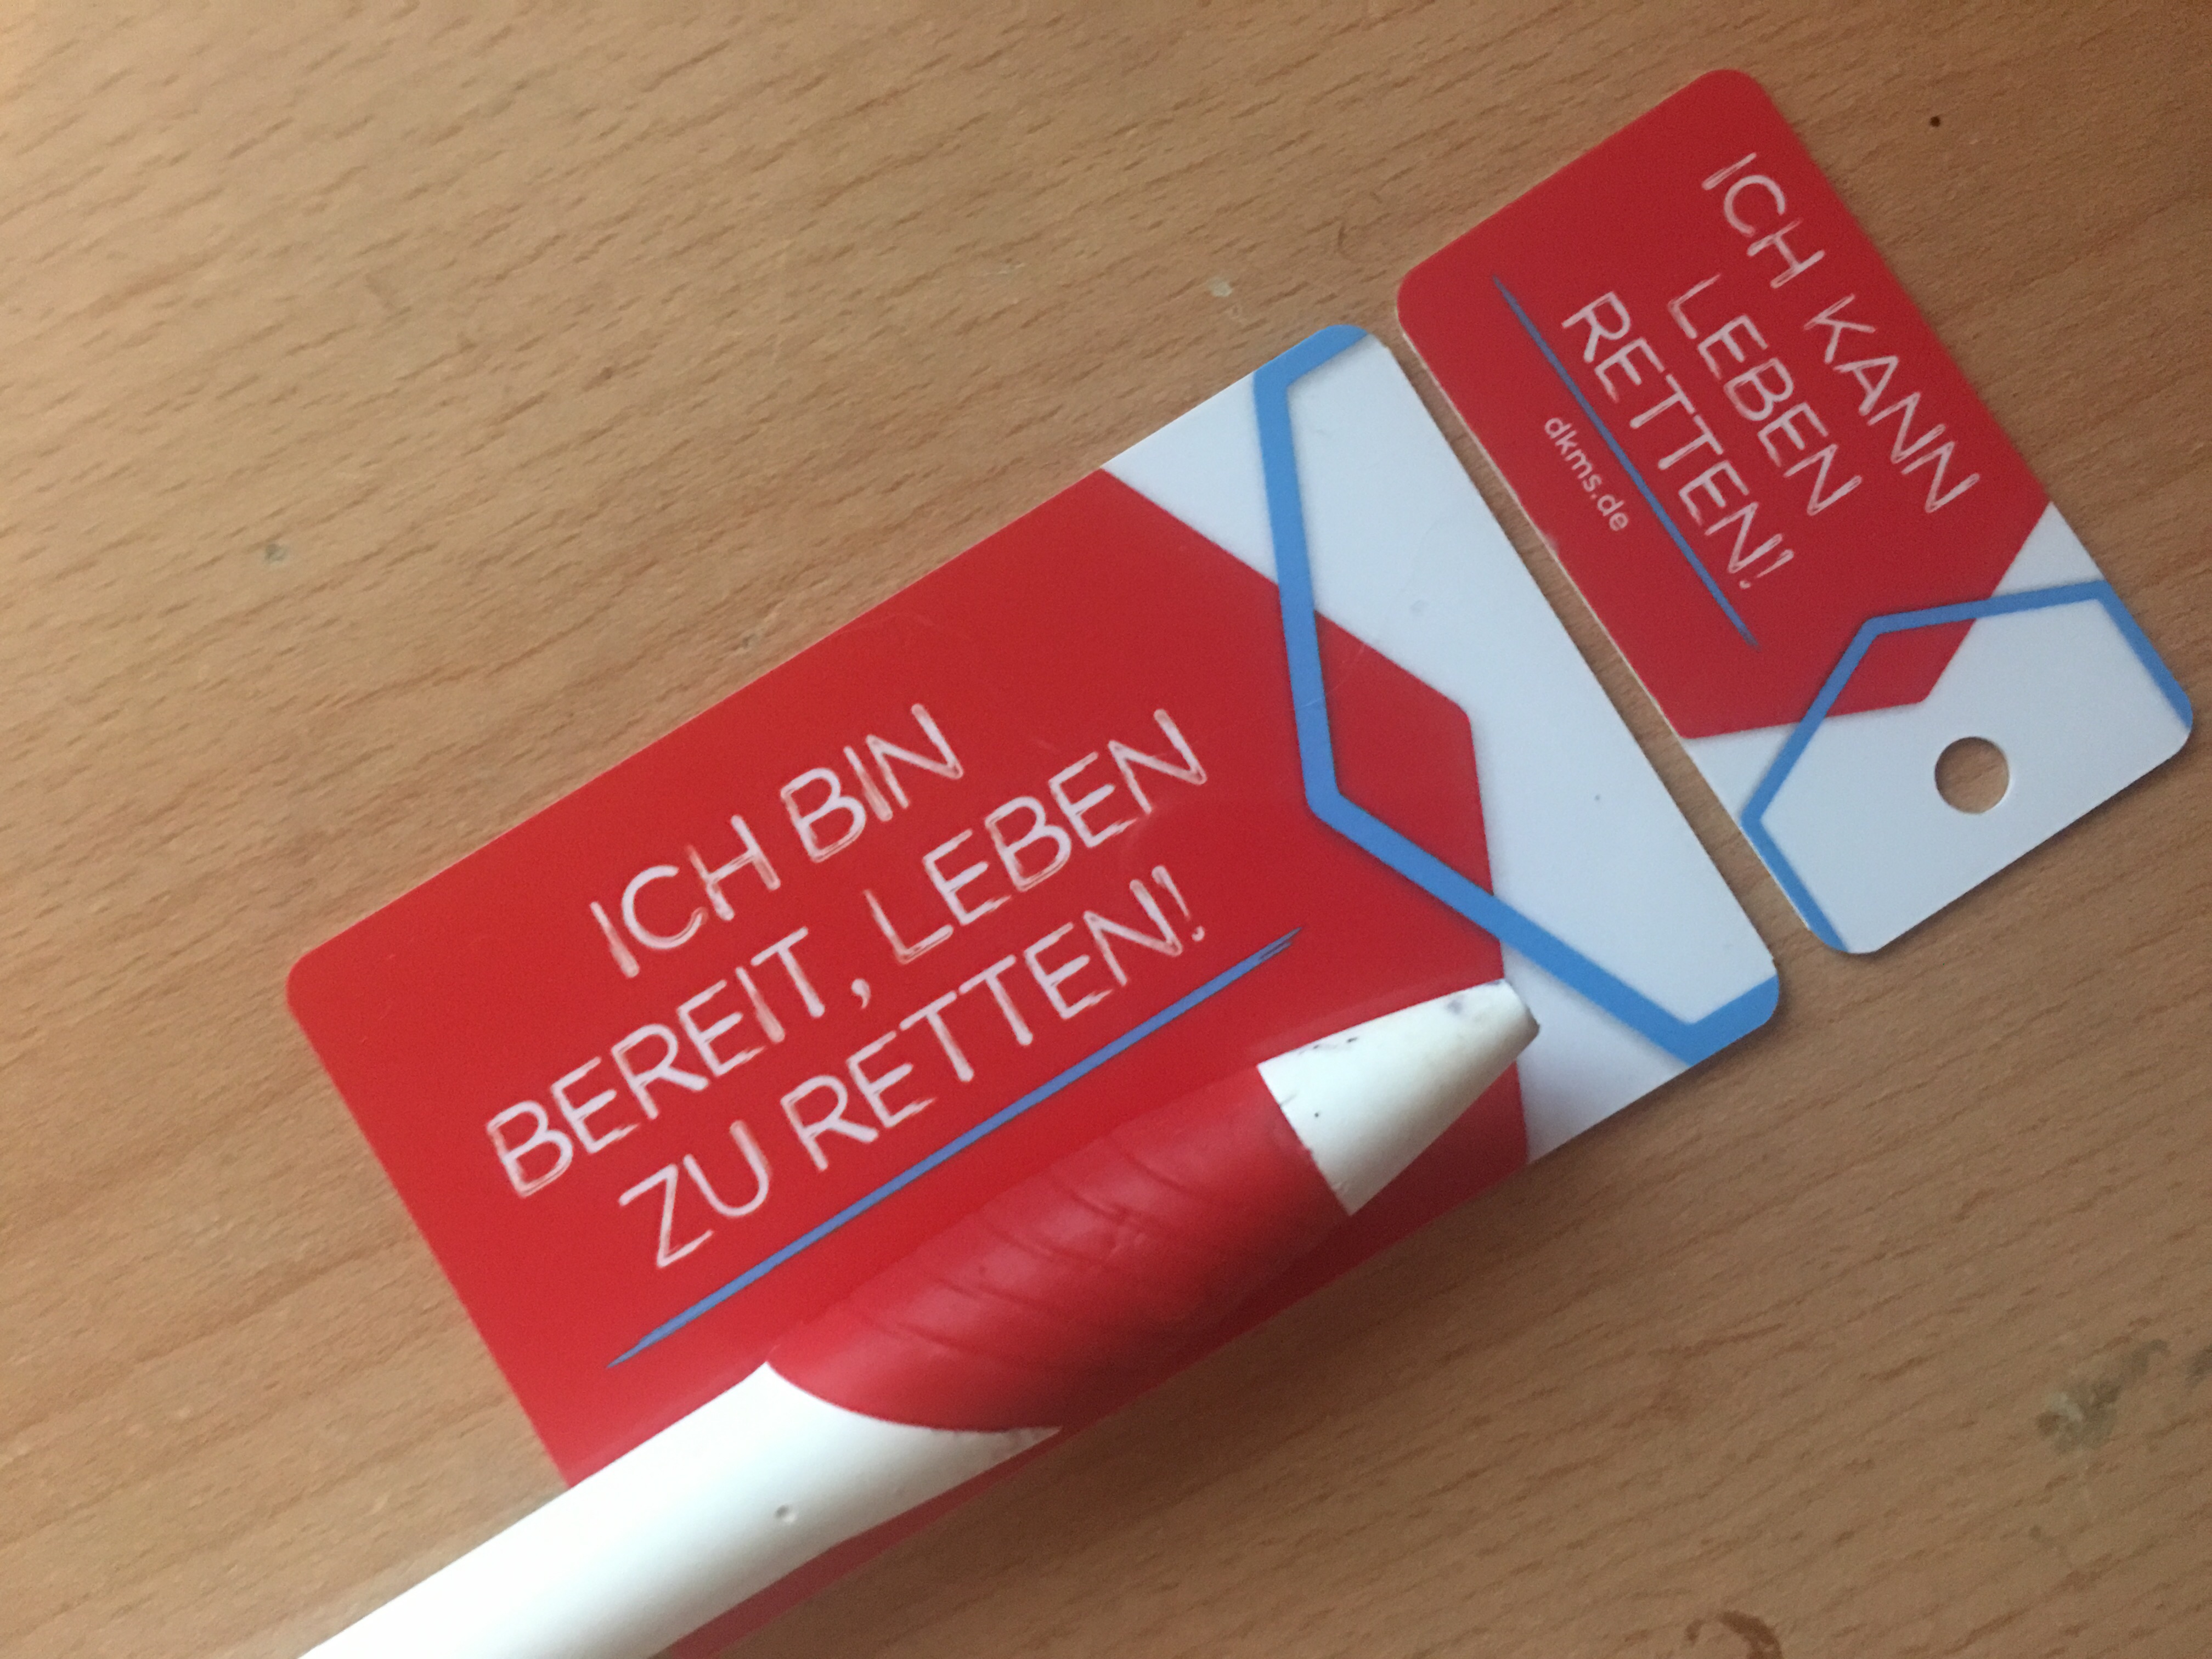 ICH BIN
BEREIT, LEBEN
ZU RETTEN!
ICH KANN
LEBEN
RETTEN!
dkms.de